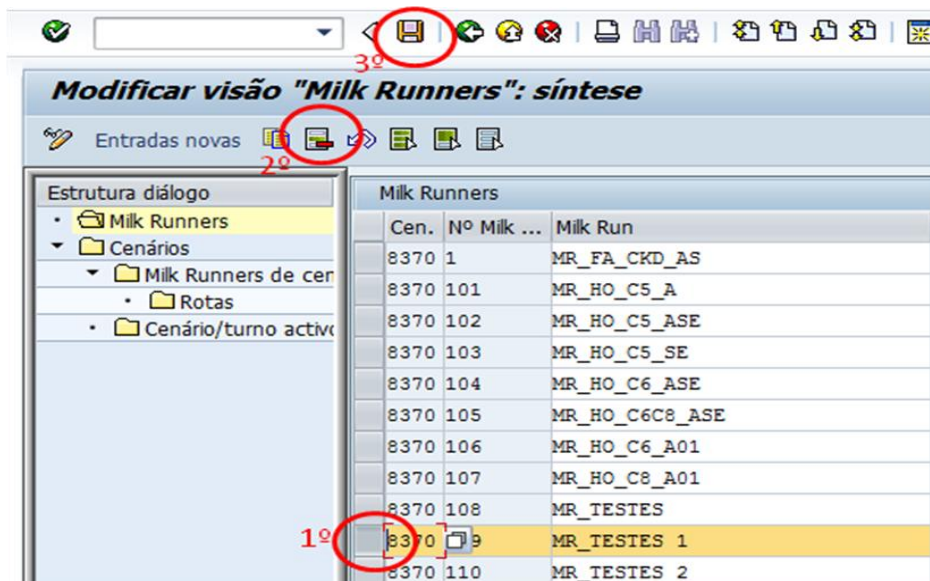 3º
Modificar visão "Milk Runners": síntese
Entradas novas
2º
Estrutura diálogo
Milk Runners
Cenários
Milk Runners de cen
Rotas
Cenário/turno activo
Milk Runners
Cen. Nº Milk ... Milk Run
8370 1 MR_FA_CKD_AS
8370 101 MR_HO_C5_A
8370 102 MR_HO_C5_ASE
8370 103 MR_HO_C5_SE
8370 104 MR_HO_C6_ASE
8370 105 MR_HO_C6C8_ASE
8370 106 MR_HO_C6_A01
8370 107 MR_HO_C8_A01
8370 108 MR_TESTES
1º 8370 9 MR_TESTES 1
8370 110 MR_TESTES 2